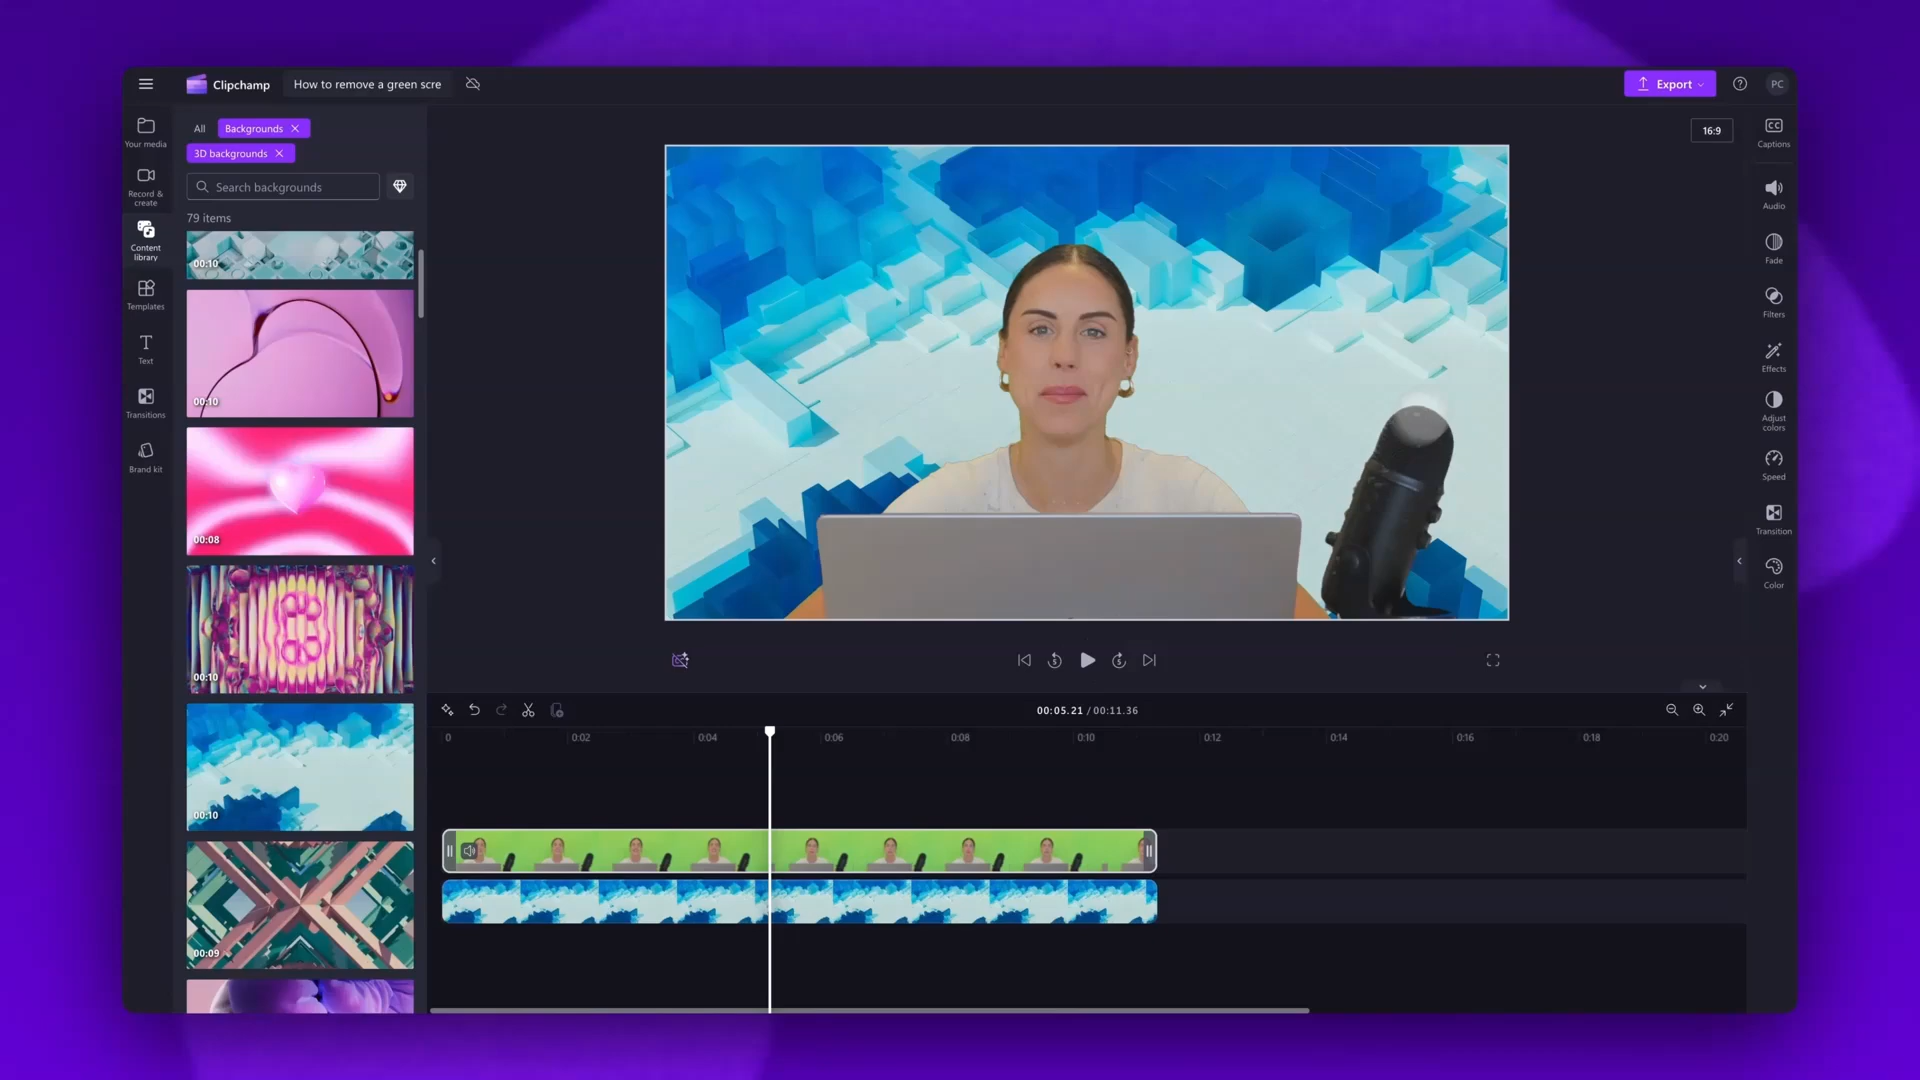 Clipchamp
How to remove a green scre
Export
PC
Your media
Record &
create
Content
library
Templates
Text
Transitions
Brand kit
All
Backgrounds
3D backgrounds
Search backgrounds
79 items
00:10
00:10
00:08
00:10
00:10
00:09
16:9
CC
Captions
Audio
Fade
Filters
Effects
Adjust
colors
Speed
Transition
Color
5
5
00:05.21 / 00:11.36
0
0:02
0:04
0:06
0:08
0:10
0:12
0:14
0:16
0:18
0:20